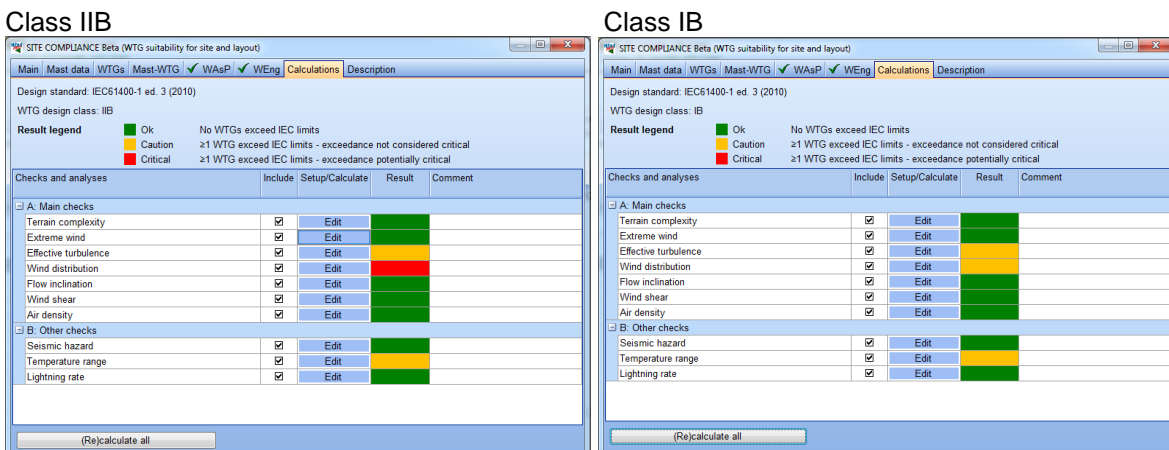 Class IIB
SITE COMPLIANCE Beta (WTG suitability for site and layout)
Main Mast data WTGs Mast-WTG WAsP WEng Calculations Description
Design standard: IEC61400-1 ed. 3 (2010)
WTG design class: IIB
Result legend Ok No WTGs exceed IEC limits
Caution ≥1 WTG exceed IEC limits - exceedance not considered critical
Critical ≥1 WTG exceed IEC limits - exceedance potentially critical
Checks and analyses Include Setup/Calculate Result Comment
A: Main checks
Terrain complexity Edit
Extreme wind Edit
Effective turbulence Edit
Wind distribution Edit
Flow inclination Edit
Wind shear Edit
Air density Edit
B: Other checks
Seismic hazard Edit
Temperature range Edit
Lightning rate Edit
(Re)calculate all
Class IB
SITE COMPLIANCE Beta (WTG suitability for site and layout)
Main Mast data WTGs Mast-WTG WAsP WEng Calculations Description
Design standard: IEC61400-1 ed. 3 (2010)
WTG design class: IB
Result legend Ok No WTGs exceed IEC limits
Caution ≥1 WTG exceed IEC limits - exceedance not considered critical
Critical ≥1 WTG exceed IEC limits - exceedance potentially critical
Checks and analyses Include Setup/Calculate Result Comment
A: Main checks
Terrain complexity Edit
Extreme wind Edit
Effective turbulence Edit
Wind distribution Edit
Flow inclination Edit
Wind shear Edit
Air density Edit
B: Other checks
Seismic hazard Edit
Temperature range Edit
Lightning rate Edit
(Re)calculate all